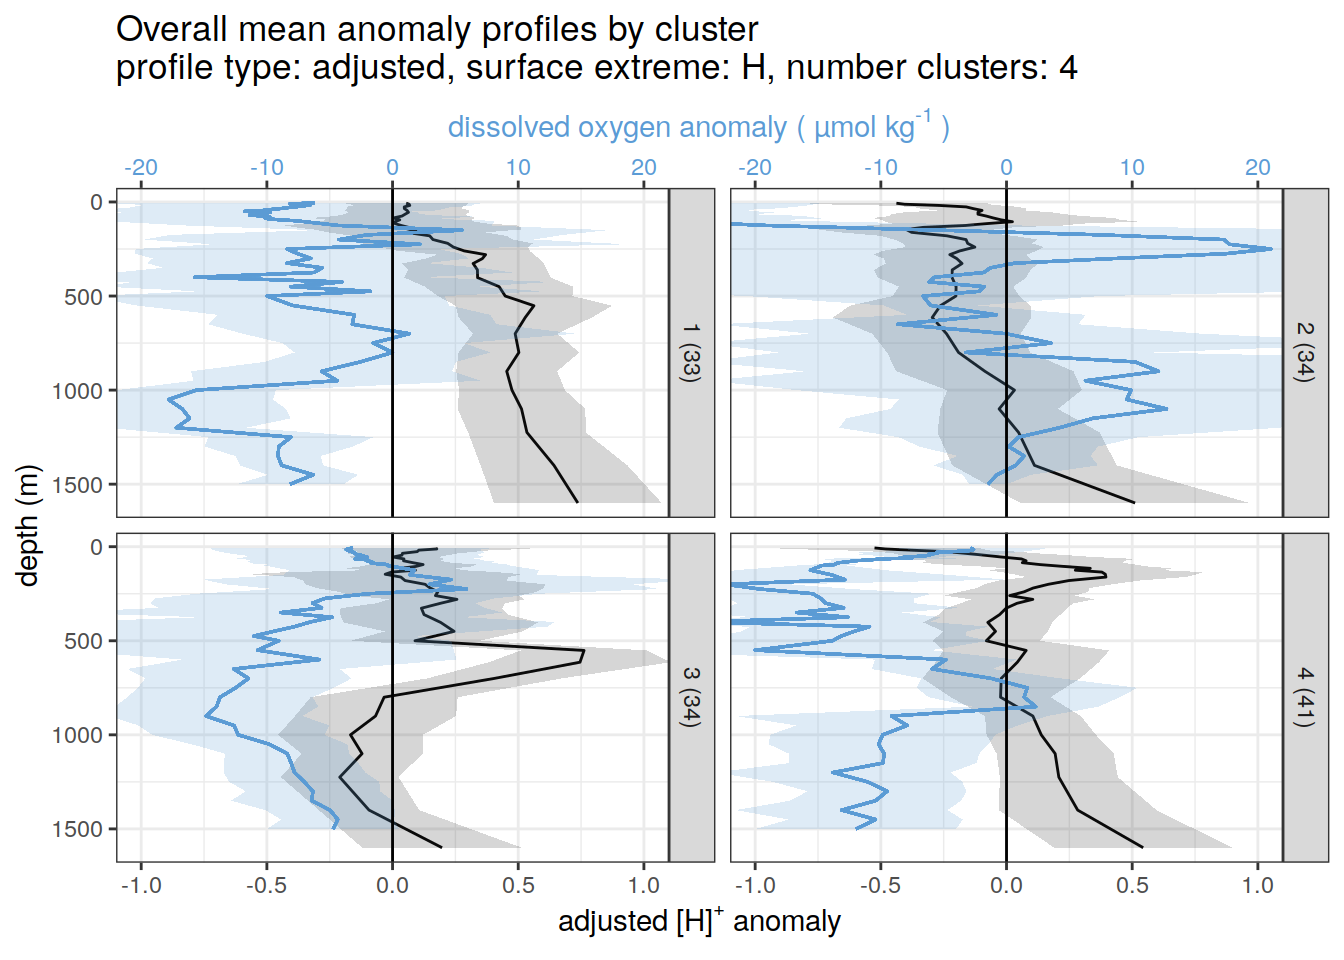 Overall mean anomaly profiles by cluster
profile type: adjusted, surface extreme: H, number clusters: 4
dissolved oxygen anomaly ( µmol kg⁻¹ )
-20 -10 0 10 20 -20 -10 0 10 20
0
500
1000
1500
1 (33)
2 (34)
depth (m)
0
500
1000
1500
3 (34)
4 (41)
-1.0 -0.5 0.0 0.5 1.0 -1.0 -0.5 0.0 0.5 1.0
adjusted [H]⁺ anomaly